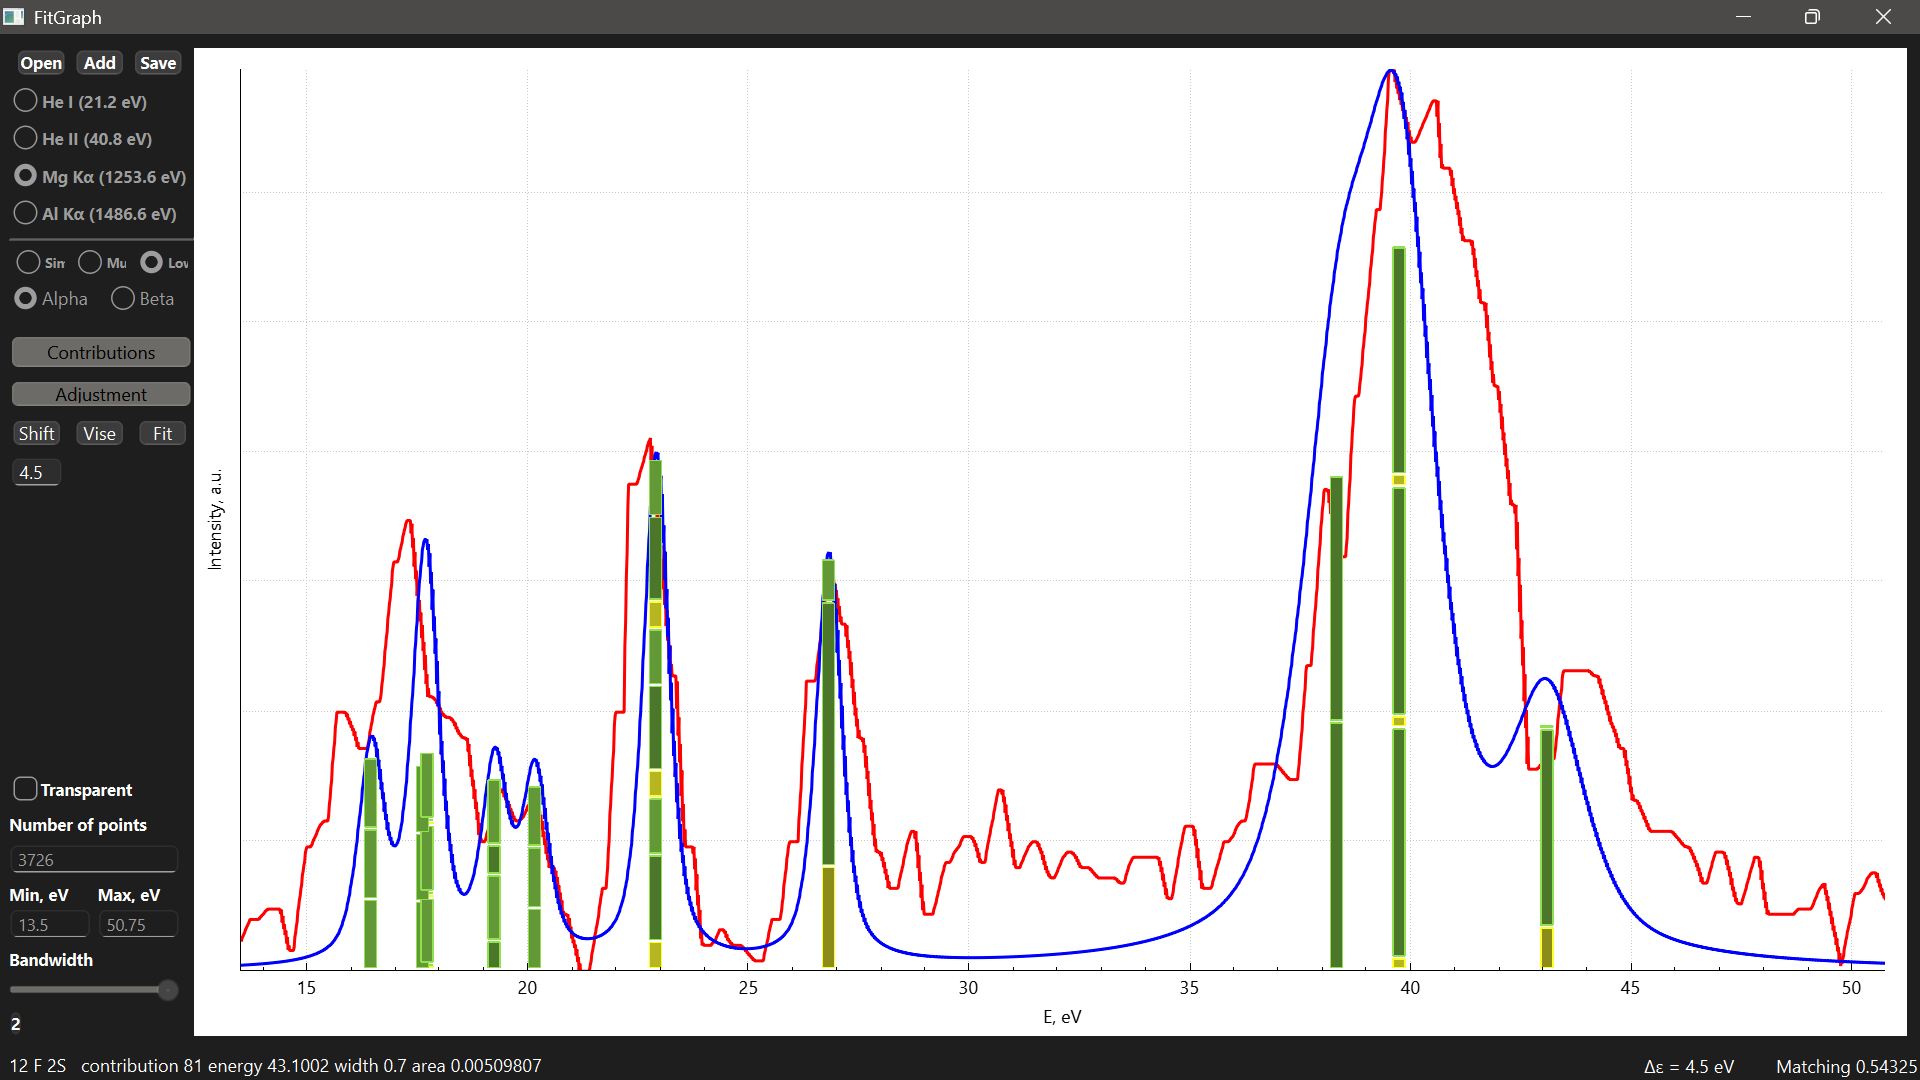 FitGraph
Open Add Save
He I (21.2 eV)
He II (40.8 eV)
Mg Kα (1253.6 eV)
Al Kα (1486.6 eV)
Sin Mu Lov
Alpha Beta
Contributions
Adjustment
Shift Vise Fit
4.5
Transparent
Number of points
3726
Min, eV Max, eV
13.5 50.75
Bandwidth
2
Intensity, a.u.
15 20 25 30 35 40 45 50
E, eV
12 F 2S contribution 81 energy 43.1002 width 0.7 area 0.00509807
Δε = 4.5 eV Matching 0.54325